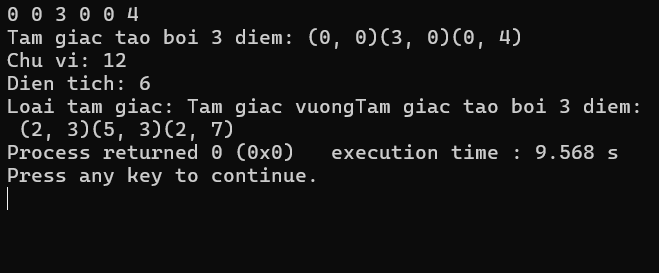 0 0 3 0 0 4
Tam giac tao boi 3 diem: (0, 0)(3, 0)(0, 4)
Chu vi: 12
Dien tich: 6
Loai tam giac: Tam giac vuongTam giac tao boi 3 diem:
 (2, 3)(5, 3)(2, 7)
Process returned 0 (0x0)   execution time : 9.568 s
Press any key to continue.